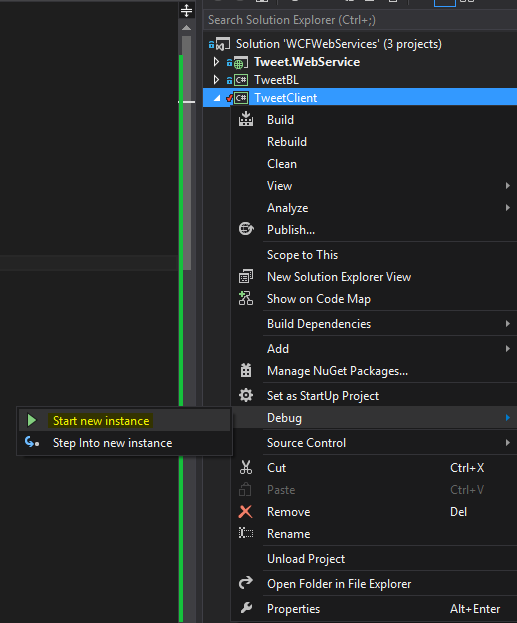 Search Solution Explorer (Ctrl+;)
Solution 'WCFWebServices' (3 projects)
Tweet.WebService
C# TweetBL
C# TweetClient
Build
Rebuild
Clean
View
Analyze
Publish...
Scope to This
New Solution Explorer View
Show on Code Map
Build Dependencies
Add
Manage NuGet Packages...
Set as StartUp Project
Start new instance
Debug
Step Into new instance
Source Control
Cut Ctrl+X
Paste Ctrl+V
Remove Del
Rename
Unload Project
Open Folder in File Explorer
Properties Alt+Enter